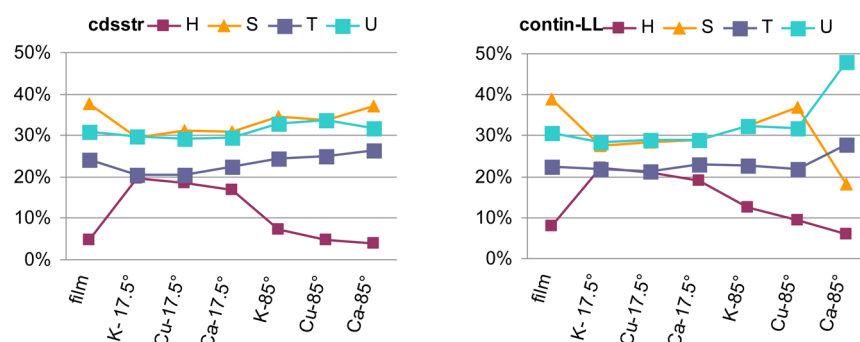 cdsstr H S T U
50%
40%
30%
20%
10%
0%
film
K- 17.5°
Cu-17.5°
Ca-17.5°
K-85°
Cu-85°
Ca-85°
contin-LL H S T U
50%
40%
30%
20%
10%
0%
film
K- 17.5°
Cu-17.5°
Ca-17.5°
K-85°
Cu-85°
Ca-85°